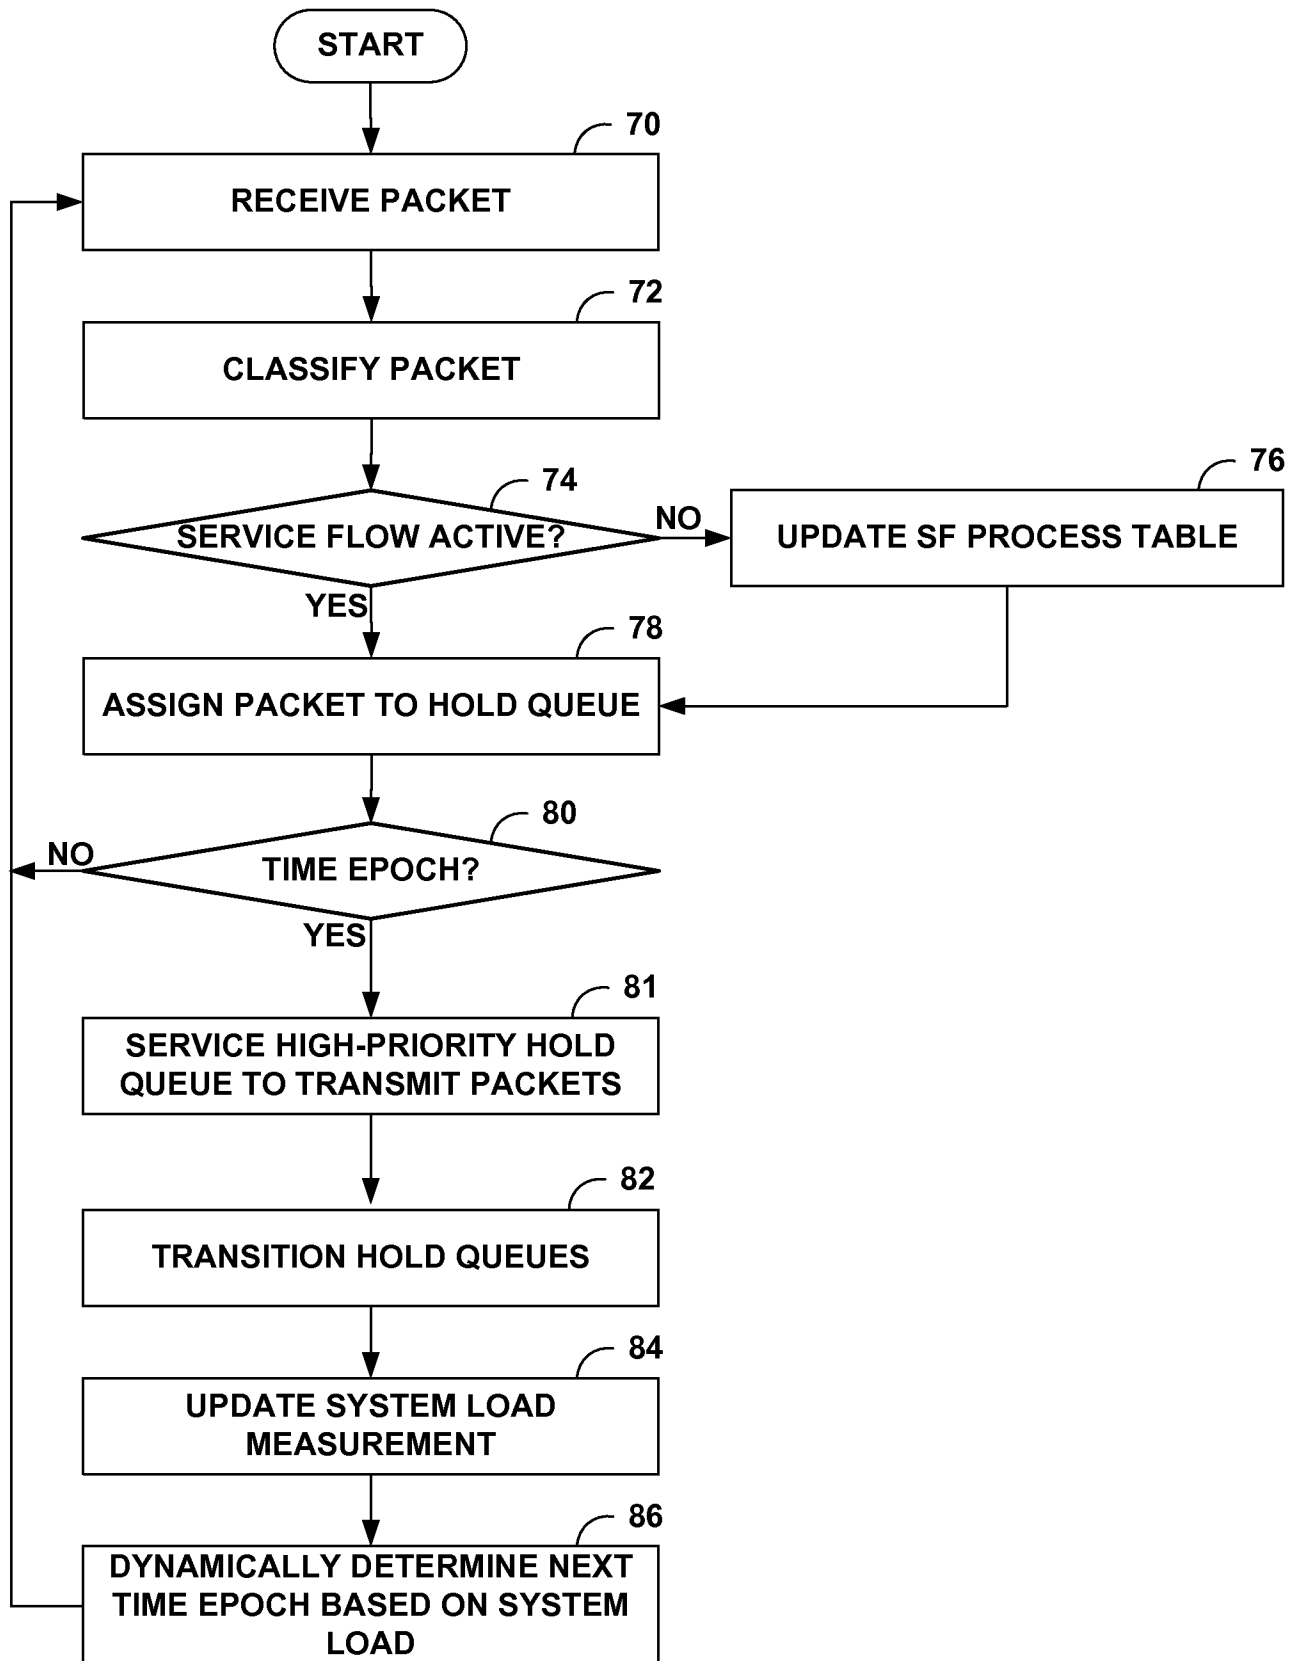 START
70
RECEIVE PACKET
72
CLASSIFY PACKET
74
SERVICE FLOW ACTIVE?
NO
76
UPDATE SF PROCESS TABLE
YES
78
ASSIGN PACKET TO HOLD QUEUE
80
TIME EPOCH?
NO
YES
81
SERVICE HIGH-PRIORITY HOLD
QUEUE TO TRANSMIT PACKETS
82
TRANSITION HOLD QUEUES
84
UPDATE SYSTEM LOAD
MEASUREMENT
86
DYNAMICALLY DETERMINE NEXT
TIME EPOCH BASED ON SYSTEM
LOAD